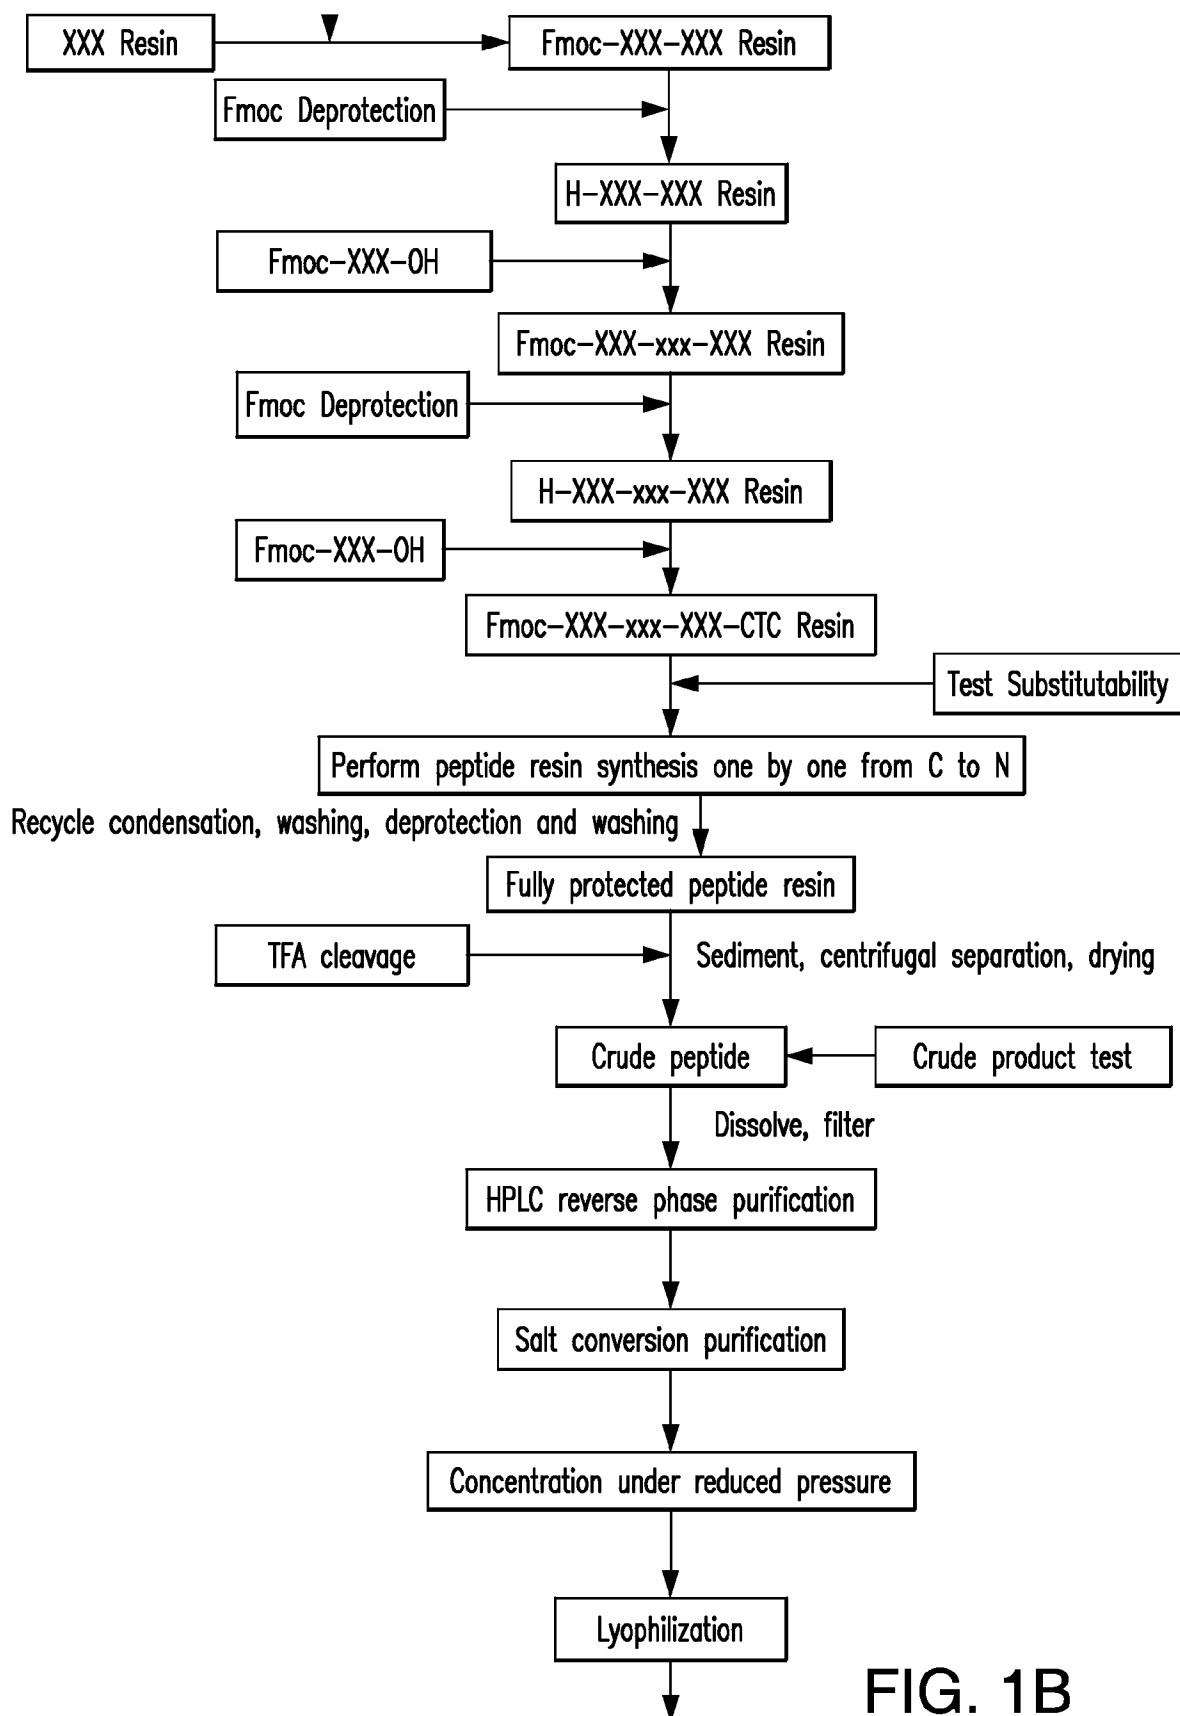 XXX Resin
Fmoc-XXX-XXX Resin
Fmoc Deprotection
H-XXX-XXX Resin
Fmoc-XXX-OH
Fmoc-XXX-xxx-XXX Resin
Fmoc Deprotection
H-XXX-xxx-XXX Resin
Fmoc-XXX-OH
Fmoc-XXX-xxx-XXX-CTC Resin
Test Substitutability
Perform peptide resin synthesis one by one from C to N
Recycle condensation, washing, deprotection and washing
Fully protected peptide resin
TFA cleavage
Sediment, centrifugal separation, drying
Crude peptide
Crude product test
Dissolve, filter
HPLC reverse phase purification
Salt conversion purification
Concentration under reduced pressure
Lyophilization
FIG. 1B